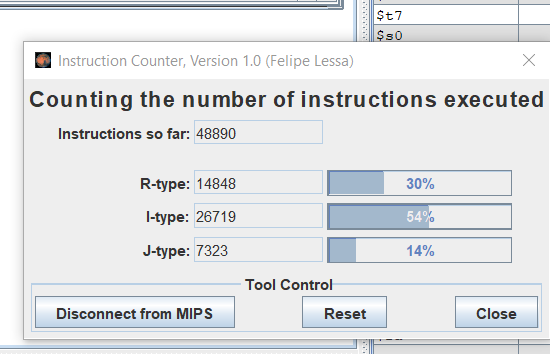 $t7
$s0
Instruction Counter, Version 1.0 (Felipe Lessa)
Counting the number of instructions executed
Instructions so far: 48890
R-type: 14848 30%
I-type: 26719 54%
J-type: 7323 14%
Tool Control
Disconnect from MIPS Reset Close